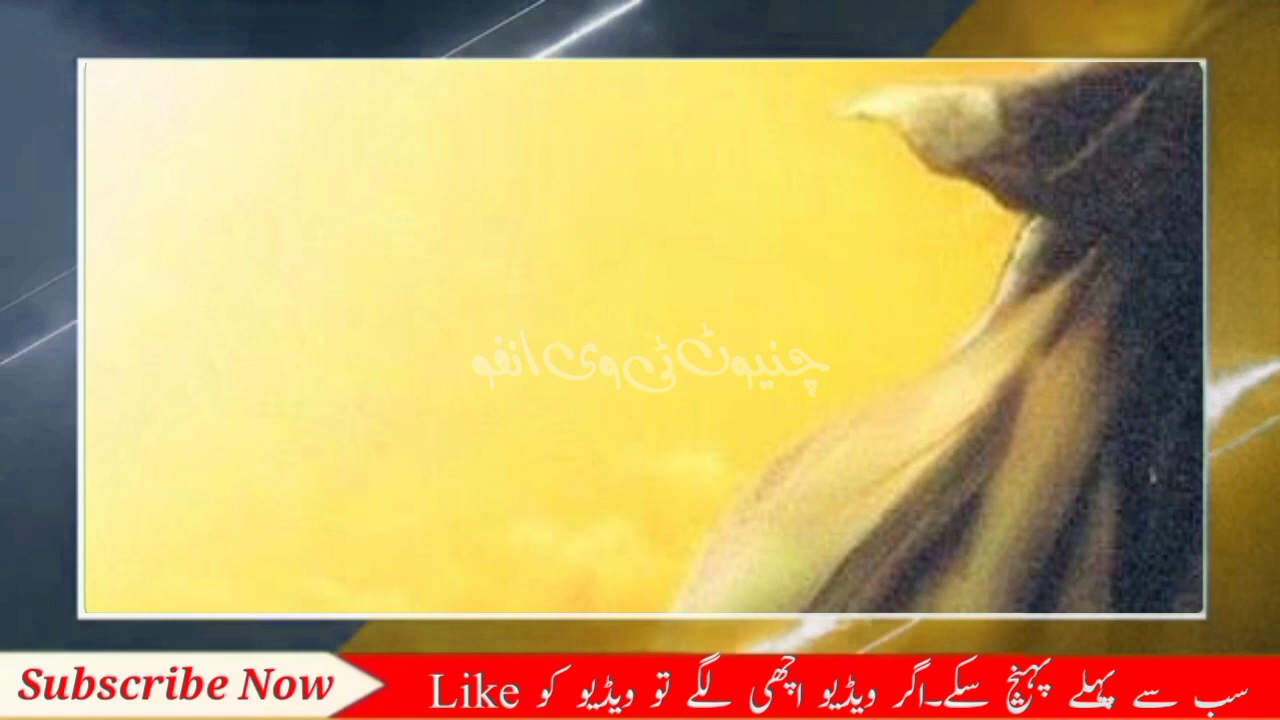 چنیوٹ ٹی وی انفو
Subscribe Now
سب سے پہلے پہنچ سکے۔اگر ویڈیو اچھی لگے تو ویڈیو کو Like